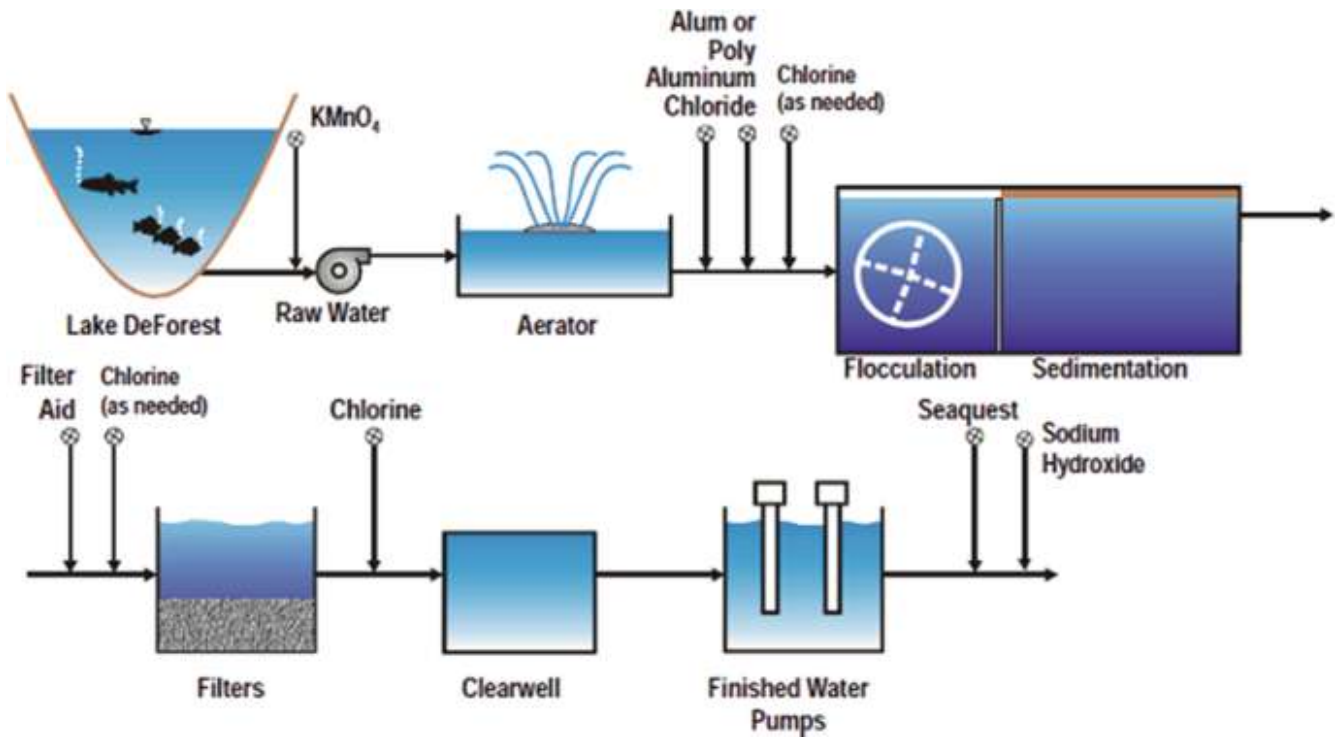 Alum or
Poly
Aluminum
Chloride
Chlorine
(as needed)
KMnO₄
Lake DeForest
Raw Water
Aerator
Flocculation
Sedimentation
Filter
Aid
Chlorine
(as needed)
Chlorine
Seaquest
Sodium
Hydroxide
Filters
Clearwell
Finished Water
Pumps